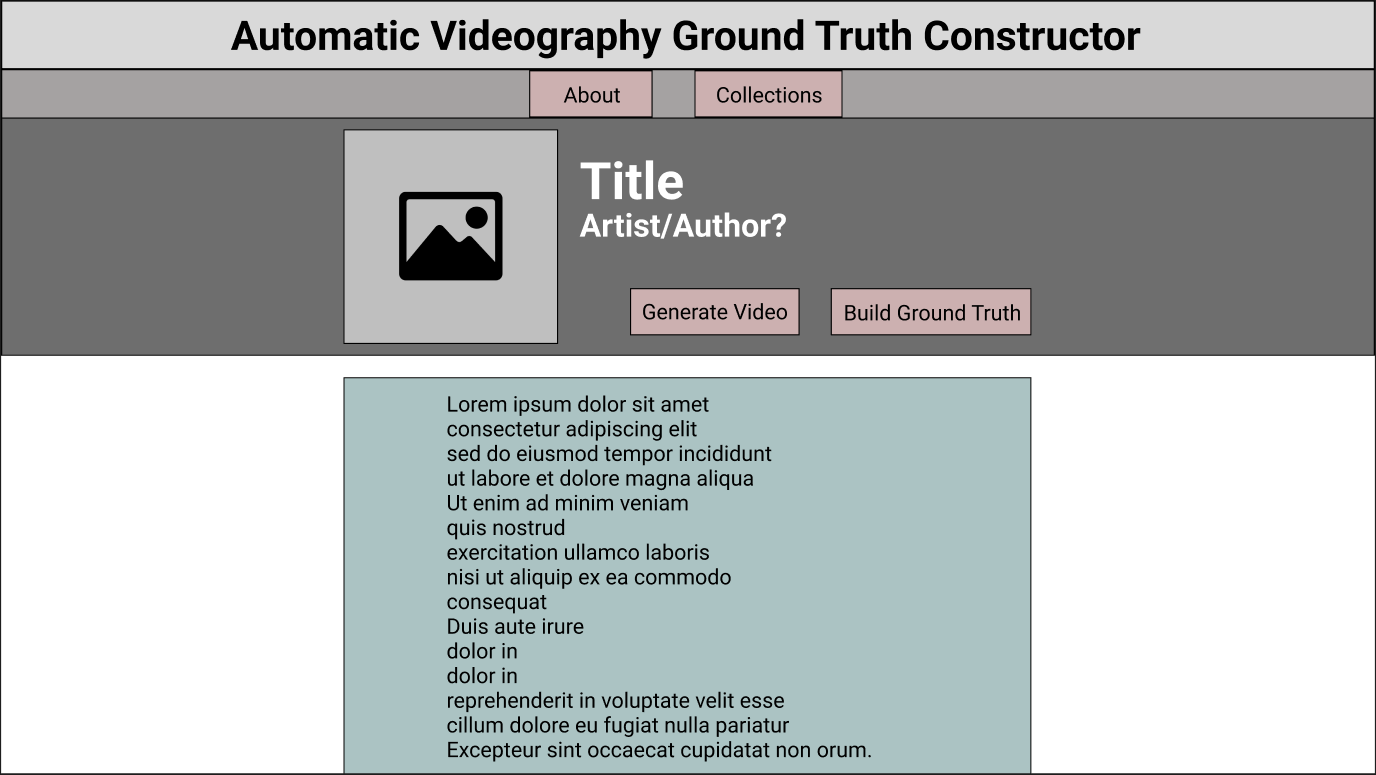 Automatic Videography Ground Truth Constructor
About
Collections
Title
Artist/Author?
Generate Video
Build Ground Truth
Lorem ipsum dolor sit amet
consectetur adipiscing elit
sed do eiusmod tempor incididunt
ut labore et dolore magna aliqua
Ut enim ad minim veniam
quis nostrud
exercitation ullamco laboris
nisi ut aliquip ex ea commodo
consequat
Duis aute irure
dolor in
dolor in
reprehenderit in voluptate velit esse
cillum dolore eu fugiat nulla pariatur
Excepteur sint occaecat cupidatat non orum.